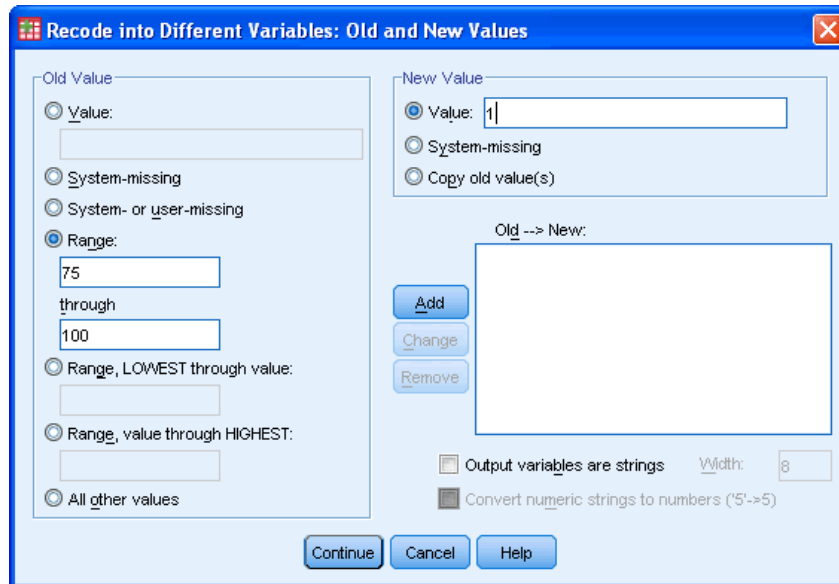 Recode into Different Variables: Old and New Values
Old Value
Value:
System-missing
System- or user-missing
Range:
75
through
100
Range, LOWEST through value:
Range, value through HIGHEST:
All other values
New Value
Value: 1
System-missing
Copy old value(s)
Old --> New:
Add
Change
Remove
Output variables are strings Width: 8
Convert numeric strings to numbers ('5'->5)
Continue Cancel Help